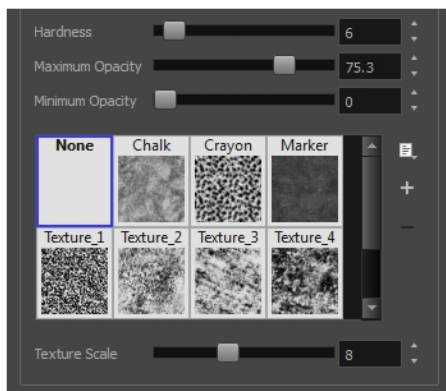 Hardness 6
Maximum Opacity 75.3
Minimum Opacity 0
None Chalk Crayon Marker
Texture_1 Texture_2 Texture_3 Texture_4
Texture Scale 8